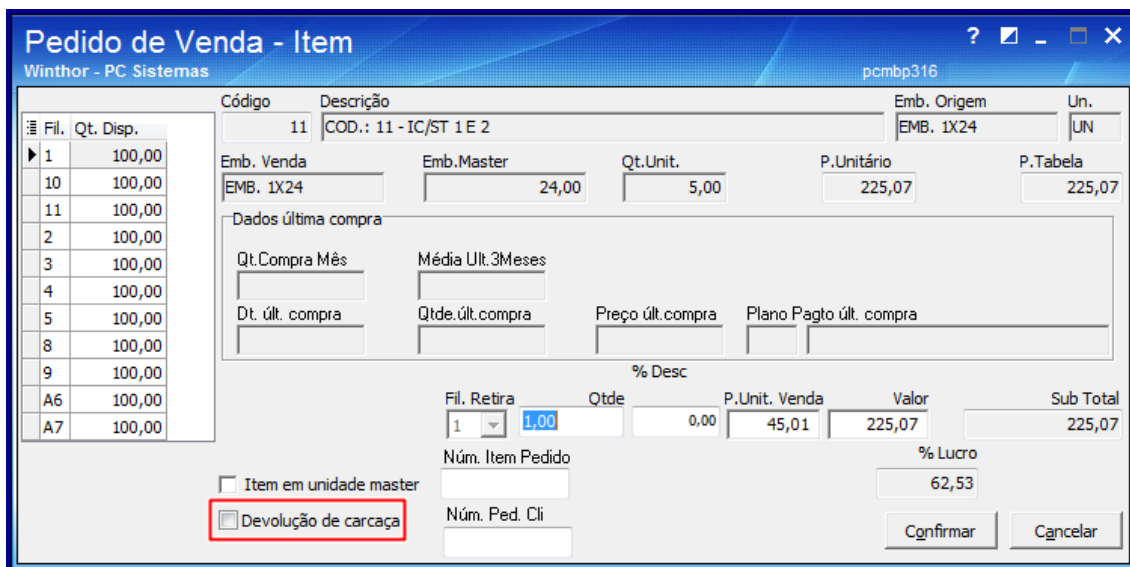 Pedido de Venda - Item
Winthor - PC Sistemas
pcmbp316
Código Descrição Emb. Origem Un.
11 COD.: 11 - IC/ST 1 E 2 EMB. 1X24 UN
Fil. Qt. Disp.
1 100,00
10 100,00
11 100,00
2 100,00
3 100,00
4 100,00
5 100,00
8 100,00
9 100,00
A6 100,00
A7 100,00
Emb. Venda Emb.Master Qt.Unit. P.Unitário P.Tabela
EMB. 1X24 24,00 5,00 225,07 225,07
Dados última compra
Qt.Compra Mês Média Ult.3Meses
Dt. últ. compra Qtde.últ.compra Preço últ.compra Plano Pagto últ. compra
% Desc
Fil. Retira Qtde P.Unit. Venda Valor Sub Total
1 1,00 0,00 45,01 225,07 225,07
Núm. Item Pedido % Lucro
Item em unidade master 62,53
Devolução de carcaça Núm. Ped. Cli
Confirmar Cancelar